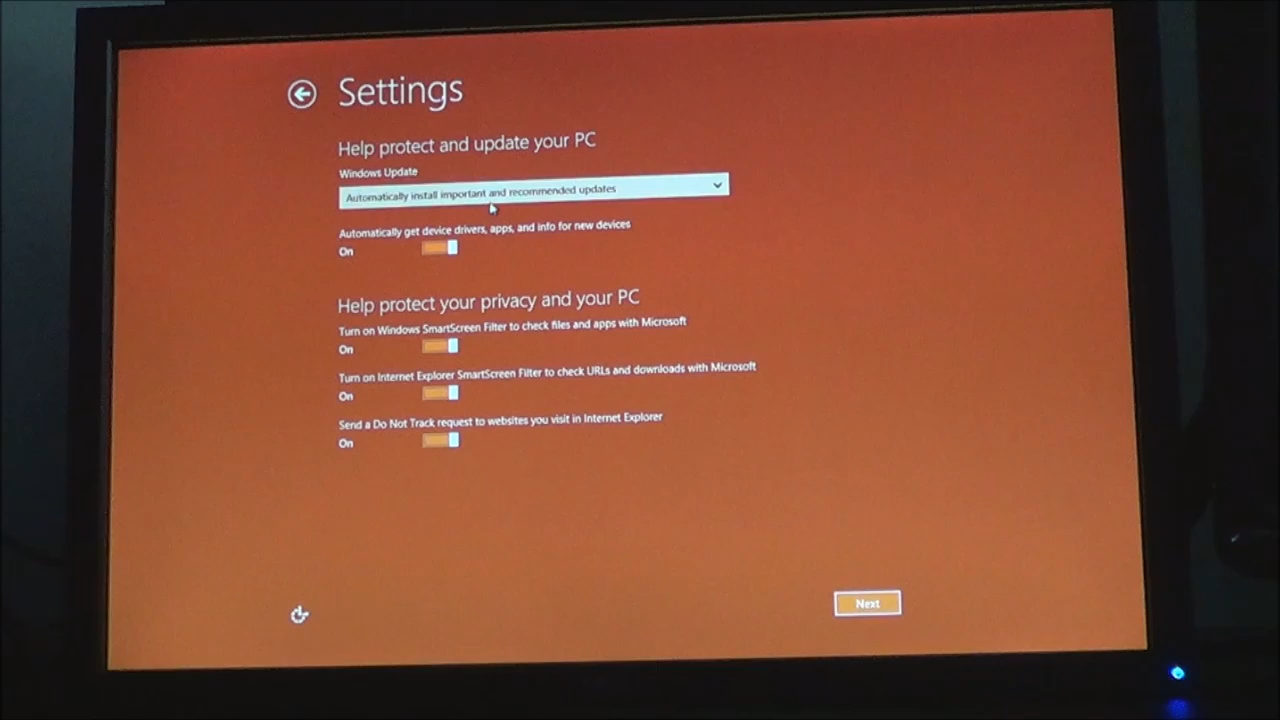 Settings
Help protect and update your PC
Windows Update
Automatically install important and recommended updates
Automatically get device drivers, apps, and info for new devices
On
Help protect your privacy and your PC
Turn on Windows SmartScreen Filter to check files and apps with Microsoft
On
Turn on Internet Explorer SmartScreen Filter to check URLs and downloads with Microsoft
On
Send a Do Not Track request to websites you visit in Internet Explorer
On
Next